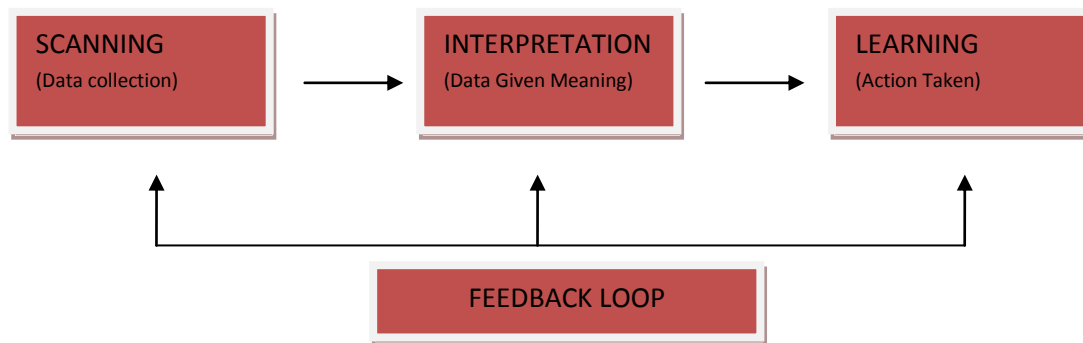 SCANNING
(Data collection)
INTERPRETATION
(Data Given Meaning)
LEARNING
(Action Taken)
FEEDBACK LOOP